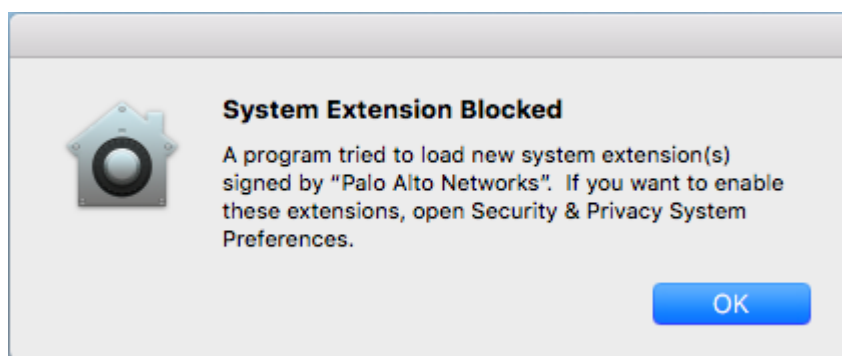 System Extension Blocked
A program tried to load new system extension(s)
signed by “Palo Alto Networks”.  If you want to enable
these extensions, open Security & Privacy System
Preferences.
OK